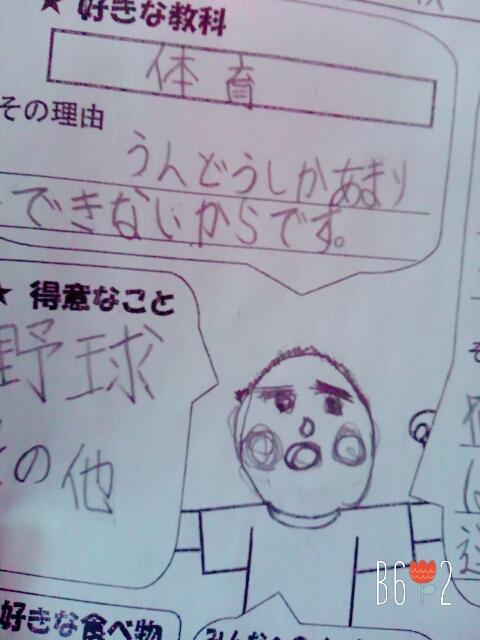 ★ 好きな教科
体育
その理由
うんどうしかあまり
できないからです。
★ 得意なこと
野球
の他
好きな食べ物
B6 2